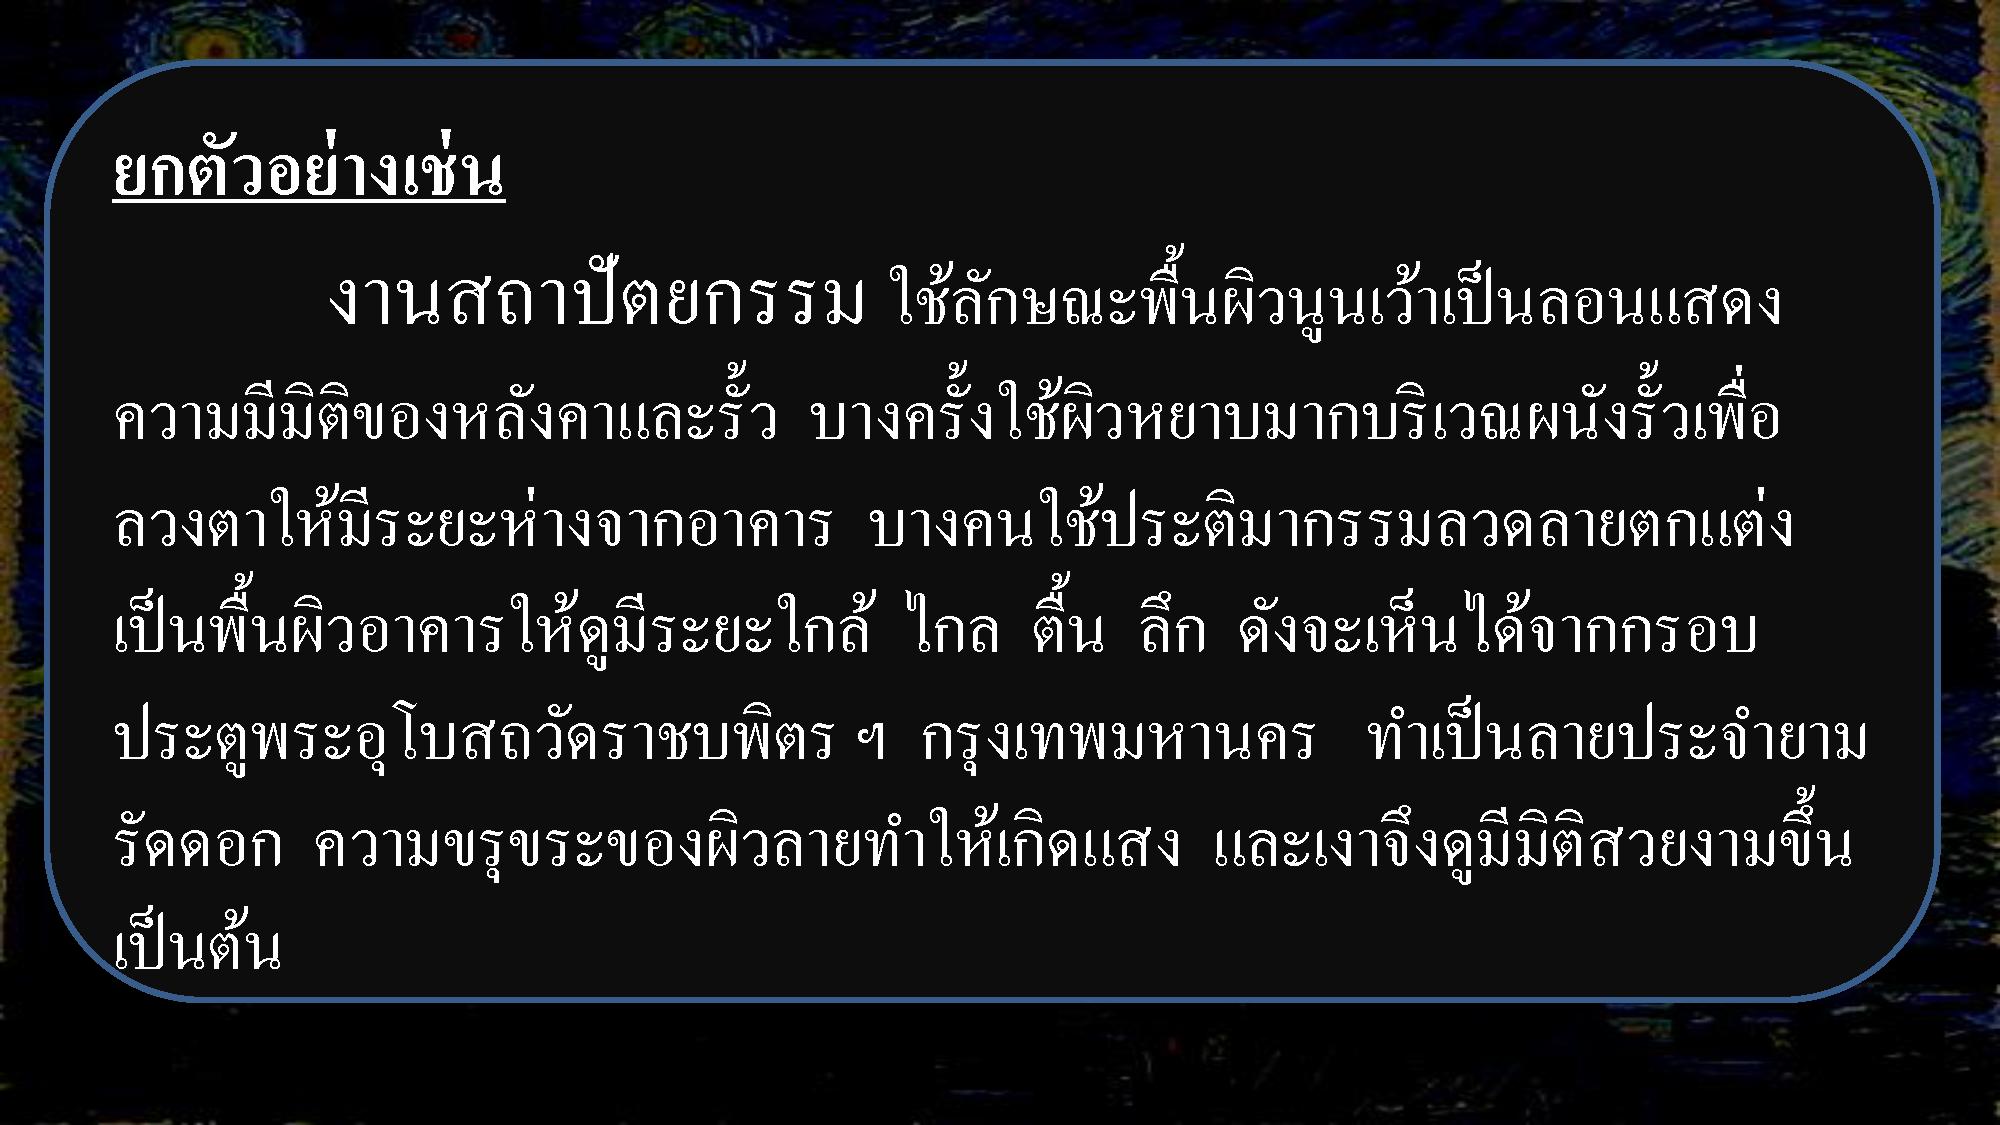 ยกตัวอย่างเช่น
งานสถาปัตยกรรม ใช้ลักษณะพื้นผิวนูนเว้าเป็นลอนแสดง
ความมีมิติของหลังคาและรั้ว บางครั้งใช้ผิวหยาบมากบริเวณผนังรั้วเพื่อ
ลวงตาให้มีระยะห่างจากอาคาร บางคนใช้ประติมากรรมลวดลายตกแต่ง
เป็นพื้นผิวอาคารให้ดูมีระยะใกล้ ไกล ตื้น ลึก ดังจะเห็นได้จากกรอบ
ประตูพระอุโบสถวัดราชบพิตร ฯ กรุงเทพมหานคร ทำเป็นลายประจำยาม
รัดดอก ความขรุขระของผิวลายทำให้เกิดแสง และเงาจึงดูมีมิติสวยงามขึ้น
เป็นต้น